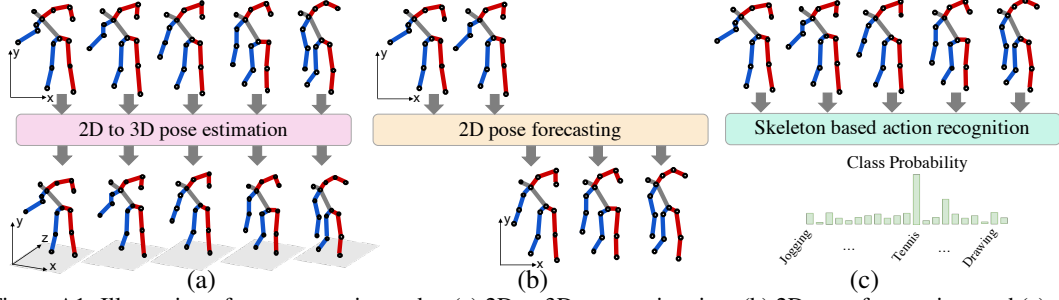 y
x
y
x
2D to 3D pose estimation
2D pose forecasting
Skeleton based action recognition
Class Probability
y
z
x
y
x
Jogging
...
Tennis
...
Drawing
(a)
(b)
(c)